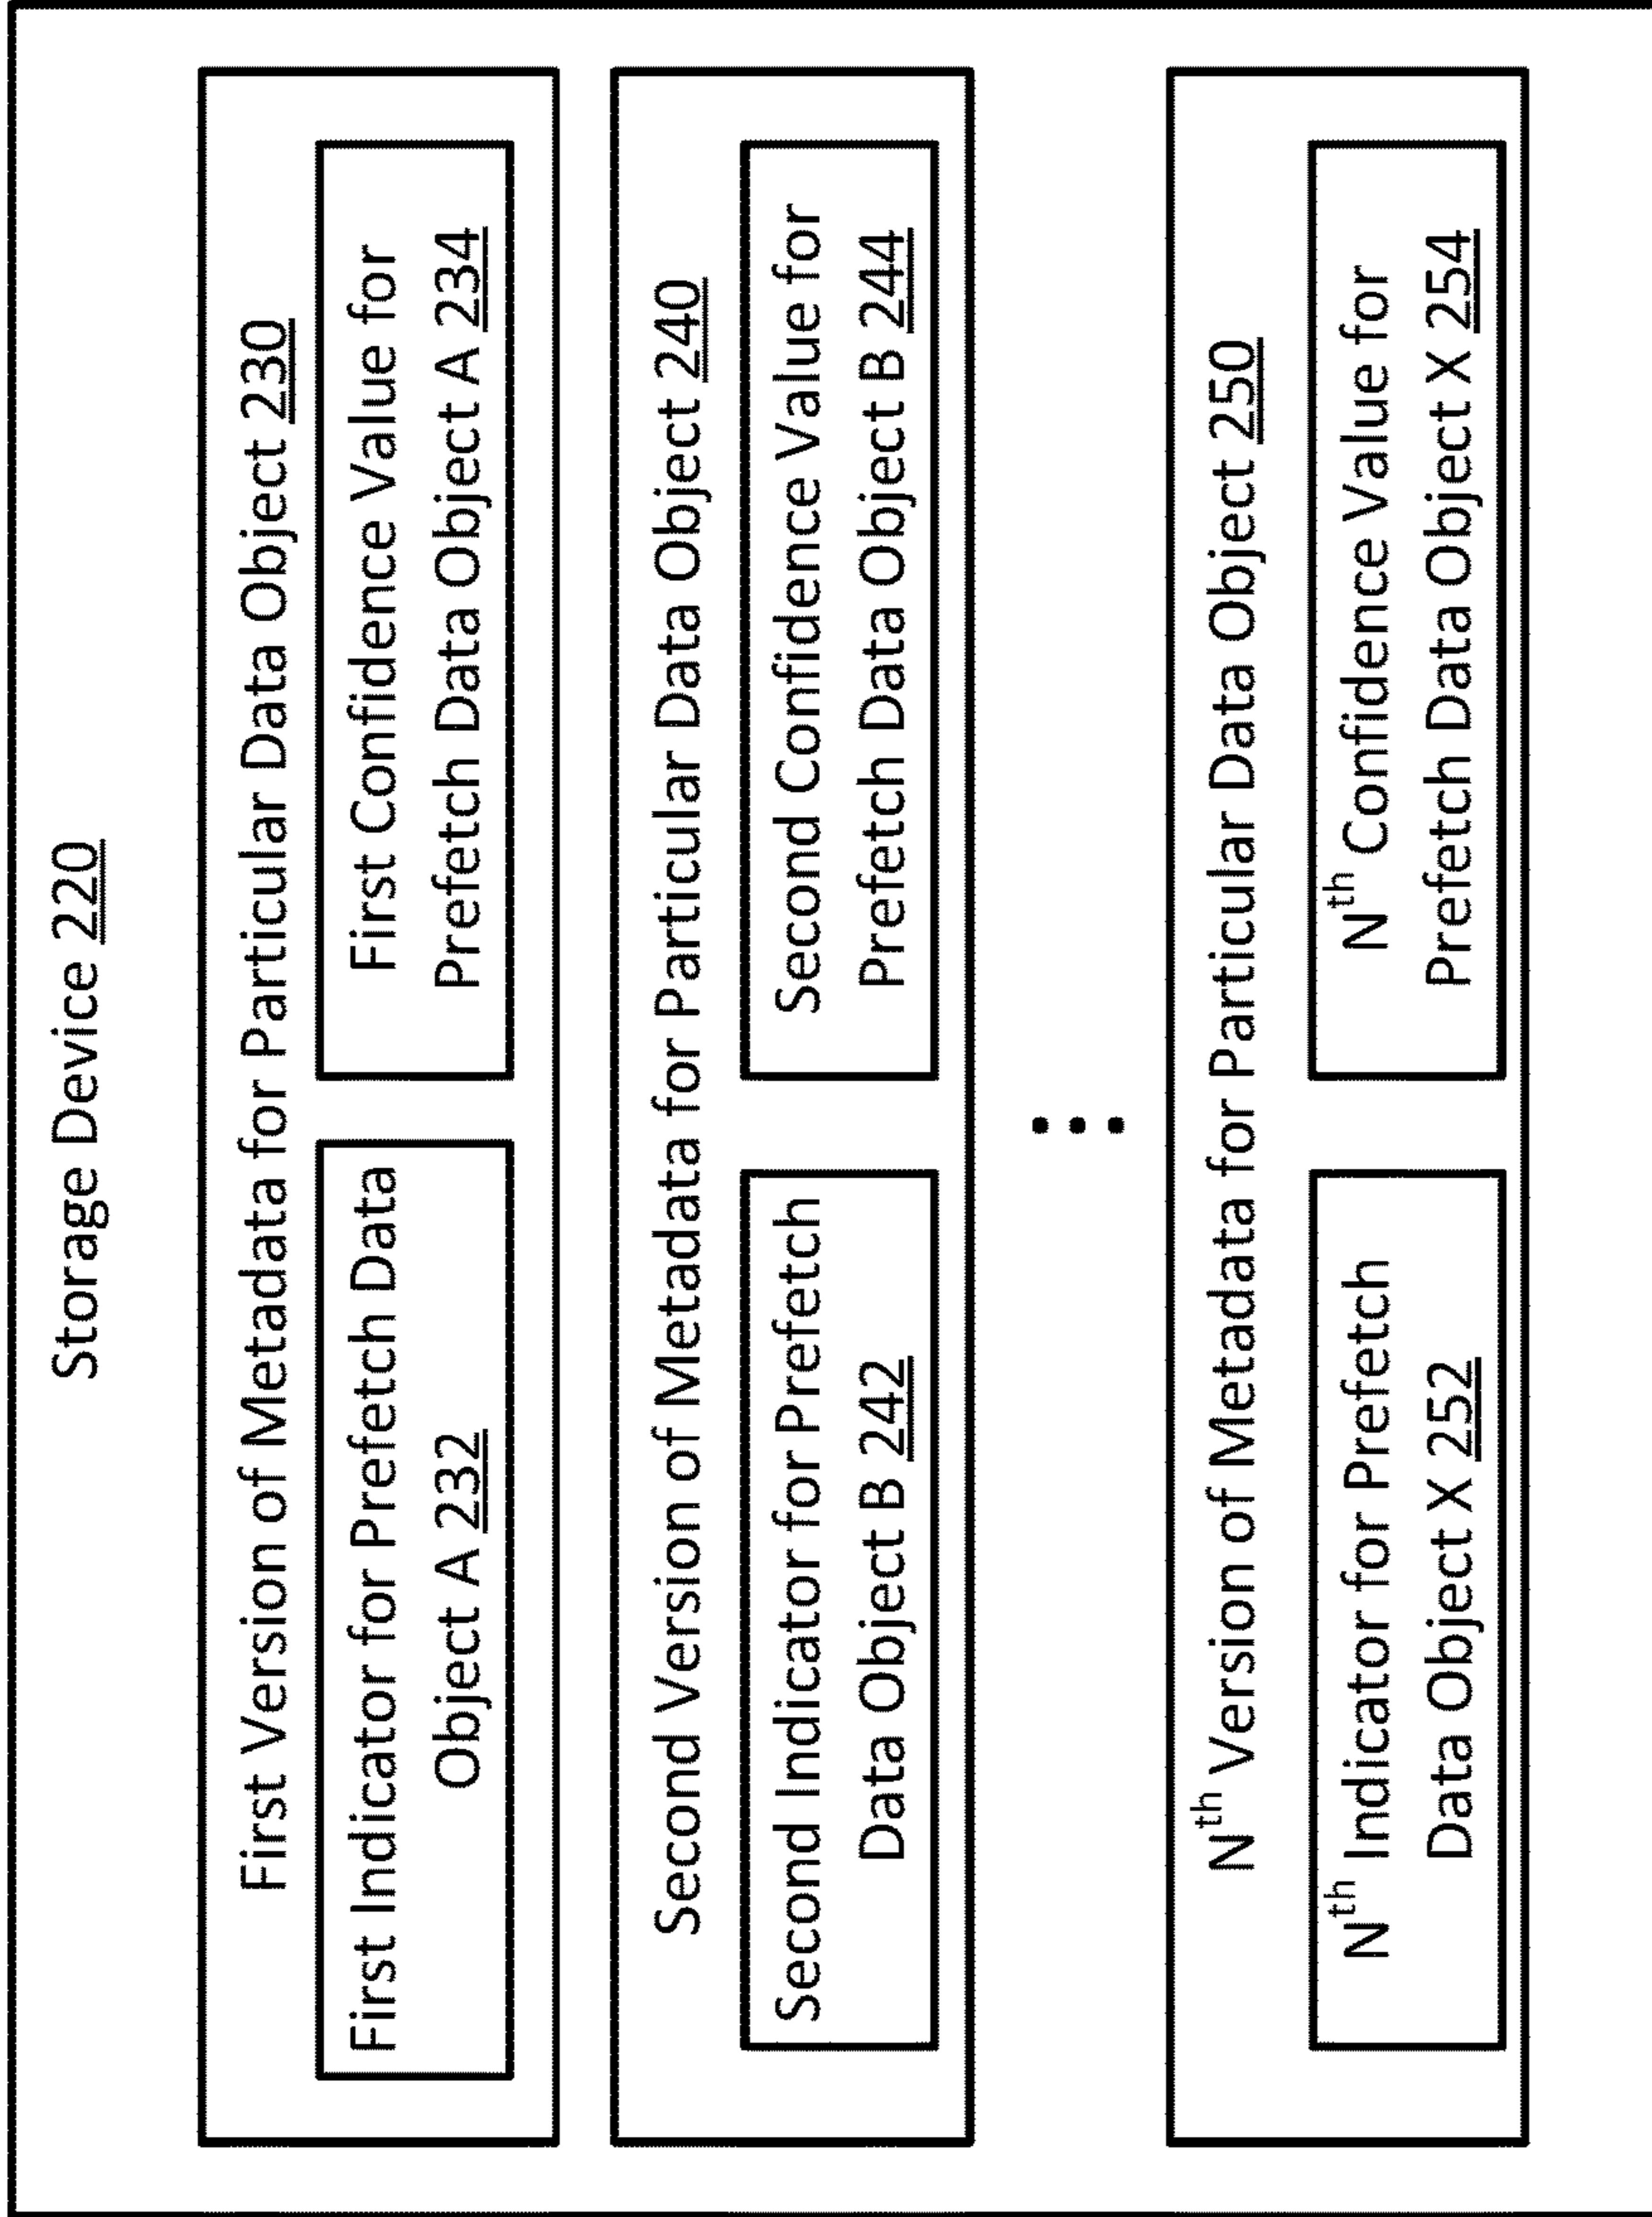 Storage Device 220
First Version of Metadata for Particular Data Object 230
First Indicator for Prefetch Data
Object A 232
First Confidence Value for
Prefetch Data Object A 234
Second Version of Metadata for Particular Data Object 240
Second Indicator for Prefetch
Data Object B 242
Second Confidence Value for
Prefetch Data Object B 244
Nth Version of Metadata for Particular Data Object 250
Nth Indicator for Prefetch
Data Object X 252
Nth Confidence Value for
Prefetch Data Object X 254